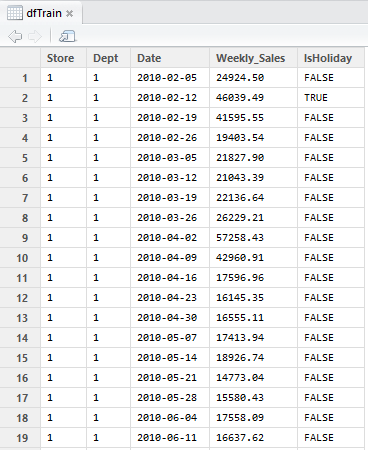 dfTrain
Store Dept Date Weekly_Sales IsHoliday
1 1 1 2010-02-05 24924.50 FALSE
2 1 1 2010-02-12 46039.49 TRUE
3 1 1 2010-02-19 41595.55 FALSE
4 1 1 2010-02-26 19403.54 FALSE
5 1 1 2010-03-05 21827.90 FALSE
6 1 1 2010-03-12 21043.39 FALSE
7 1 1 2010-03-19 22136.64 FALSE
8 1 1 2010-03-26 26229.21 FALSE
9 1 1 2010-04-02 57258.43 FALSE
10 1 1 2010-04-09 42960.91 FALSE
11 1 1 2010-04-16 17596.96 FALSE
12 1 1 2010-04-23 16145.35 FALSE
13 1 1 2010-04-30 16555.11 FALSE
14 1 1 2010-05-07 17413.94 FALSE
15 1 1 2010-05-14 18926.74 FALSE
16 1 1 2010-05-21 14773.04 FALSE
17 1 1 2010-05-28 15580.43 FALSE
18 1 1 2010-06-04 17558.09 FALSE
19 1 1 2010-06-11 16637.62 FALSE